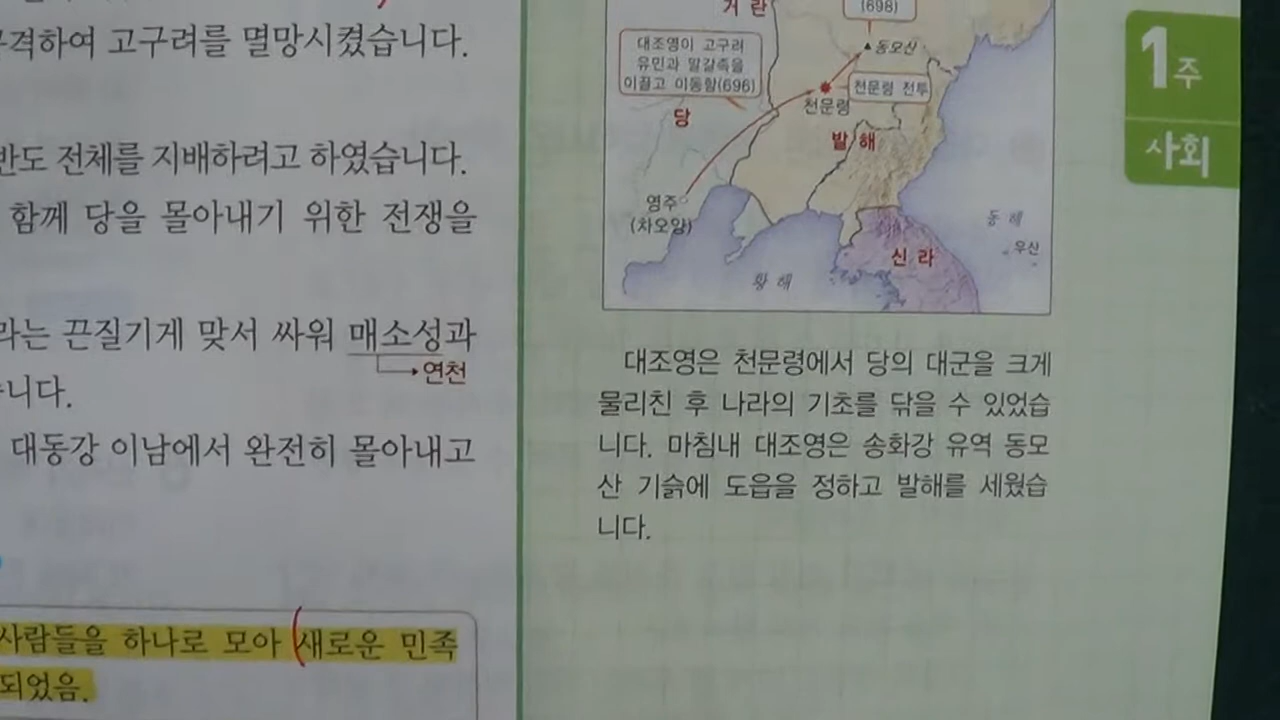 격하여 고구려를 멸망시켰습니다.
반도 전체를 지배하려고 하였습니다.
함께 당을 몰아내기 위한 전쟁을
라는 끈질기게 맞서 싸워 매소성과
연천
니다.
대동강 이남에서 완전히 몰아내고
사람들을 하나로 모아 새로운 민족
되었음.
거란
(698)
대조영이 고구려
유민과 말갈족을
이끌고 이동함(696)
동모산
천문령 전투
천문령
당
발해
영주
(차오양)
동해
우산
신라
황해
대조영은 천문령에서 당의 대군을 크게
물리친 후 나라의 기초를 닦을 수 있었습
니다. 마침내 대조영은 송화강 유역 동모
산 기슭에 도읍을 정하고 발해를 세웠습
니다.
1주
사회